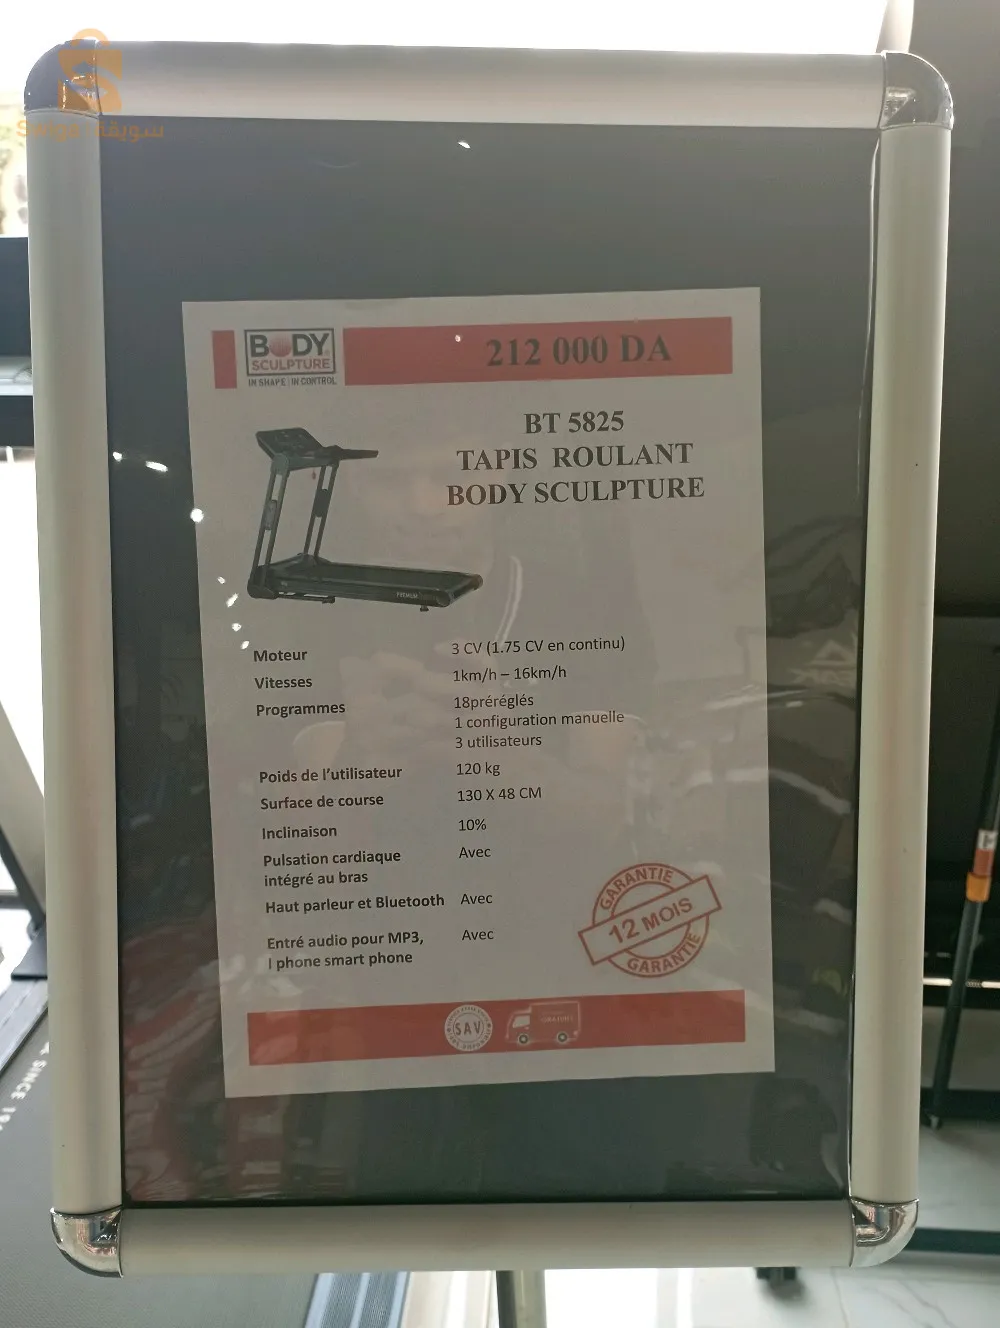 سويقة
BODY
SCULPTURE
IN SHAPE | IN CONTROL
212 000 DA
BT 5825
TAPIS ROULANT
BODY SCULPTURE
PREMIUM
Moteur 3 CV (1.75 CV en continu)
Vitesses 1km/h – 16km/h
Programmes 18préréglés
1 configuration manuelle
3 utilisateurs
Poids de l'utilisateur 120 kg
Surface de course 130 X 48 CM
Inclinaison 10%
Pulsation cardiaque Avec
intégré au bras
Haut parleur et Bluetooth Avec
Entré audio pour MP3, Avec
I phone smart phone
GARANTIE
12 MOIS
GARANTIE
SAV
SINCE